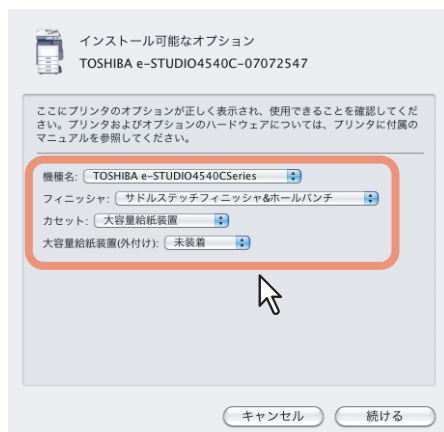 インストール可能なオプション
TOSHIBA e-STUDIO4540C-07072547
ここにプリンタのオプションが正しく表示され、使用できることを確認してくだ
さい。プリンタおよびオプションのハードウェアについては、プリンタに付属の
マニュアルを参照してください。
機種名: TOSHIBA e-STUDIO4540CSeries
フィニッシャ: サドルステッチフィニッシャ&ホールパンチ
カセット: 大容量給紙装置
大容量給紙装置(外付け): 未装着
キャンセル 続ける